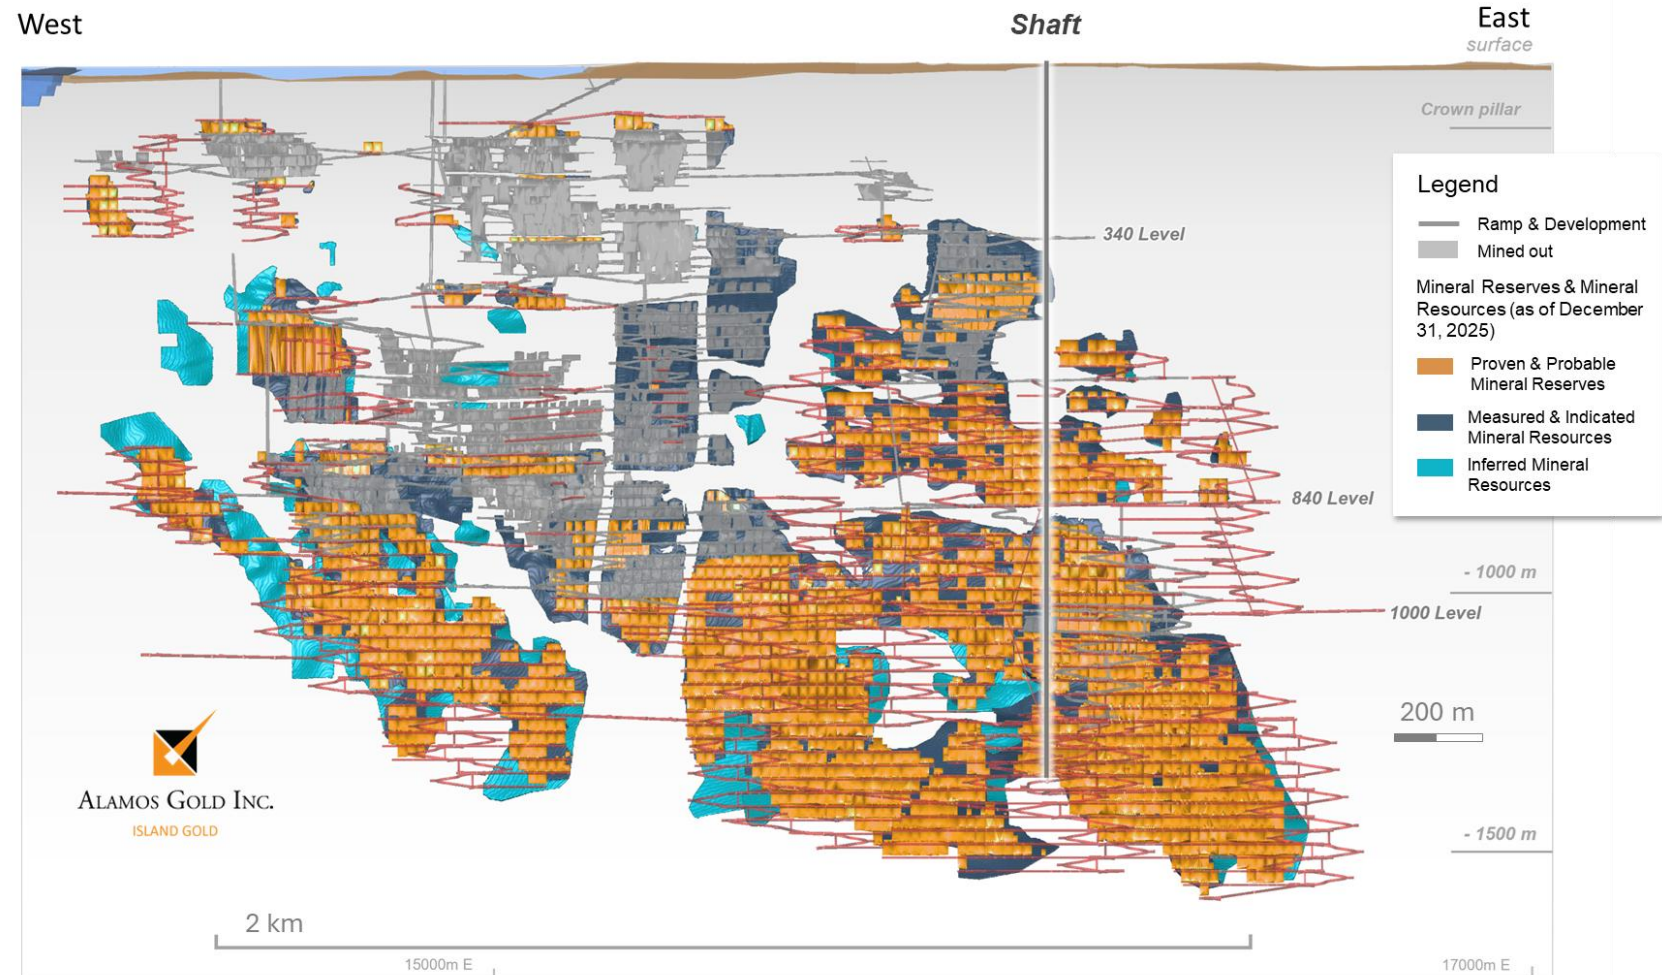 West
Shaft
East
surface
Crown pillar
340 Level
Legend
Ramp & Development
Mined out
Mineral Reserves & Mineral
Resources (as of December
31, 2025)
Proven & Probable
Mineral Reserves
Measured & Indicated
Mineral Resources
Inferred Mineral
Resources
840 Level
- 1000 m
1000 Level
200 m
ALAMOS GOLD INC.
ISLAND GOLD
- 1500 m
2 km
15000m E
17000m E